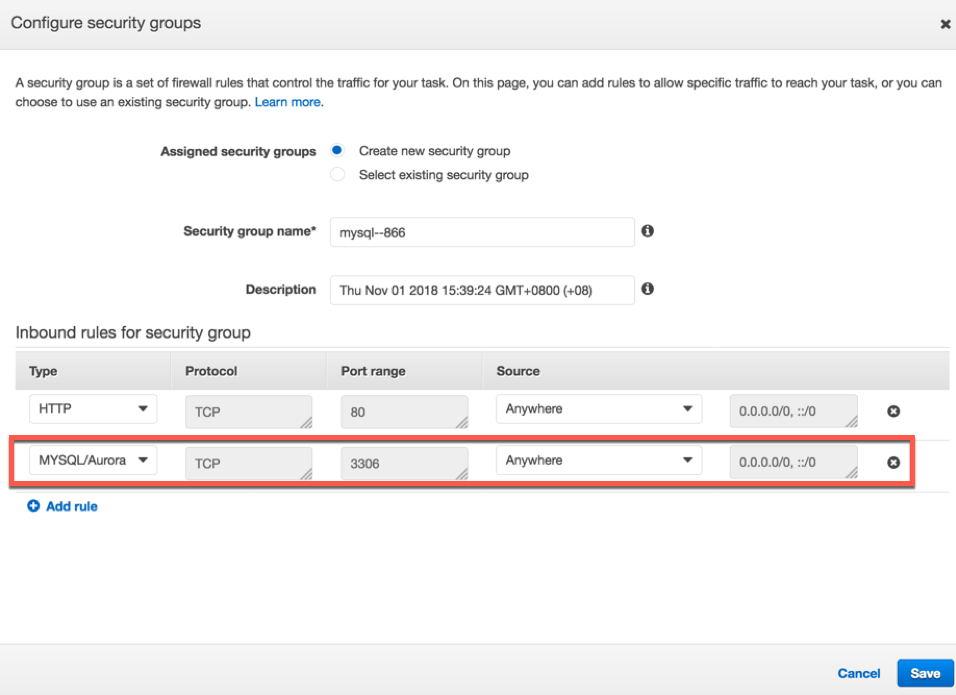 Configure security groups
A security group is a set of firewall rules that control the traffic for your task. On this page, you can add rules to allow specific traffic to reach your task, or you can
choose to use an existing security group. Learn more.
Assigned security groups Create new security group
Select existing security group
Security group name* mysql--866
Description Thu Nov 01 2018 15:39:24 GMT+0800 (+08)
Inbound rules for security group
Type Protocol Port range Source
HTTP TCP 80 Anywhere 0.0.0.0/0, ::/0
MYSQL/Aurora TCP 3306 Anywhere 0.0.0.0/0, ::/0
Add rule
Cancel Save